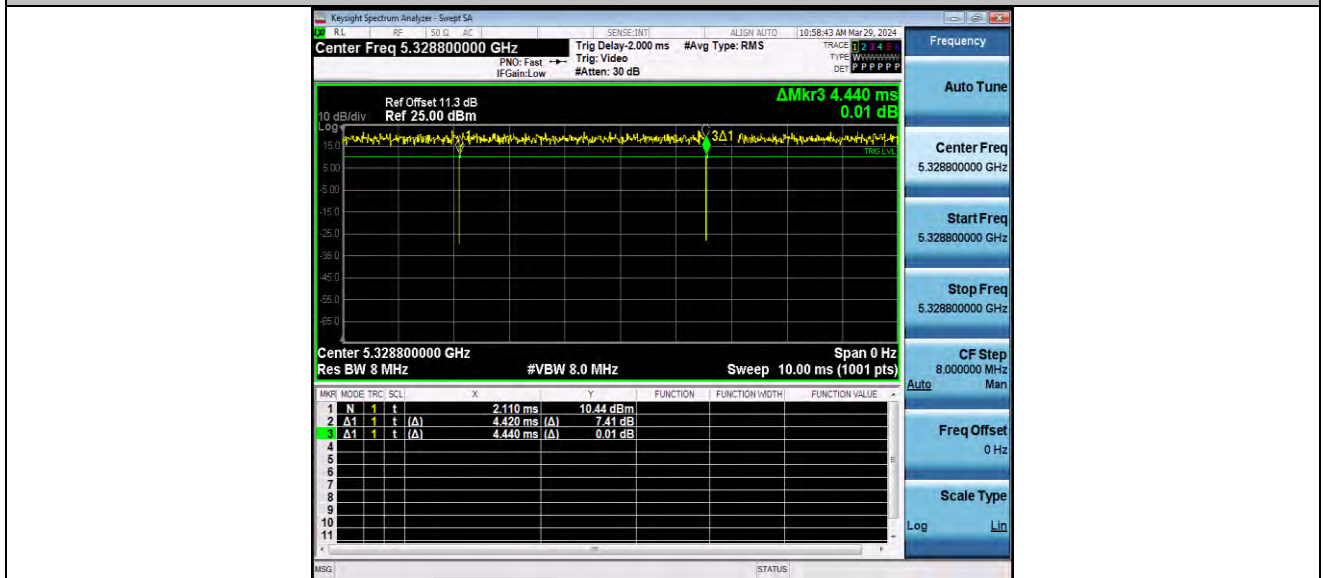 Keysight Spectrum Analyzer - Swept SA
RL RF 50 Ω AC SENSE:INT ALIGN AUTO 10:58:43 AM Mar 29, 2024
Center Freq 5.328800000 GHz
PNO: Fast
IFGain:Low
Trig Delay-2.000 ms #Avg Type: RMS
Trig: Video
#Atten: 30 dB
TRACE 1 2 3 4 5 6
TYPE WWWWWW
DET P P P P P P
ΔMkr3 4.440 ms
0.01 dB
Ref Offset 11.3 dB
10 dB/div Ref 25.00 dBm
Log
1
3Δ1
TRIG LVL
15.0
5.00
-5.00
-15.0
-25.0
-35.0
-45.0
-55.0
-65.0
Center 5.328800000 GHz Span 0 Hz
Res BW 8 MHz #VBW 8.0 MHz Sweep 10.00 ms (1001 pts)
MKR MODE TRC SCL X Y FUNCTION FUNCTION WIDTH FUNCTION VALUE
1 N 1 t 2.110 ms 10.44 dBm
2 Δ1 1 t (Δ) 4.420 ms (Δ) 7.41 dB
3 Δ1 1 t (Δ) 4.440 ms (Δ) 0.01 dB
4
5
6
7
8
9
10
11
MSG STATUS
Frequency
Auto Tune
Center Freq
5.328800000 GHz
Start Freq
5.328800000 GHz
Stop Freq
5.328800000 GHz
CF Step
8.000000 MHz
Auto Man
Freq Offset
0 Hz
Scale Type
Log Lin